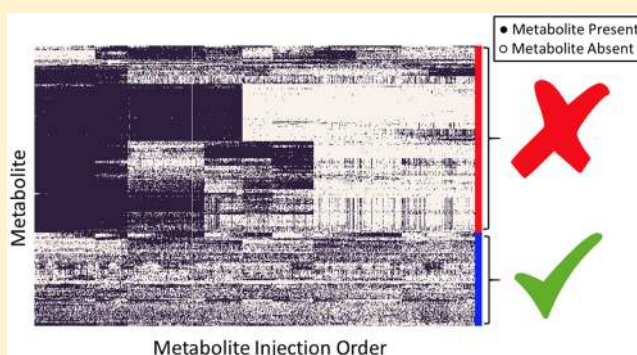 ● Metabolite Present
○ Metabolite Absent
Metabolite
Metabolite Injection Order